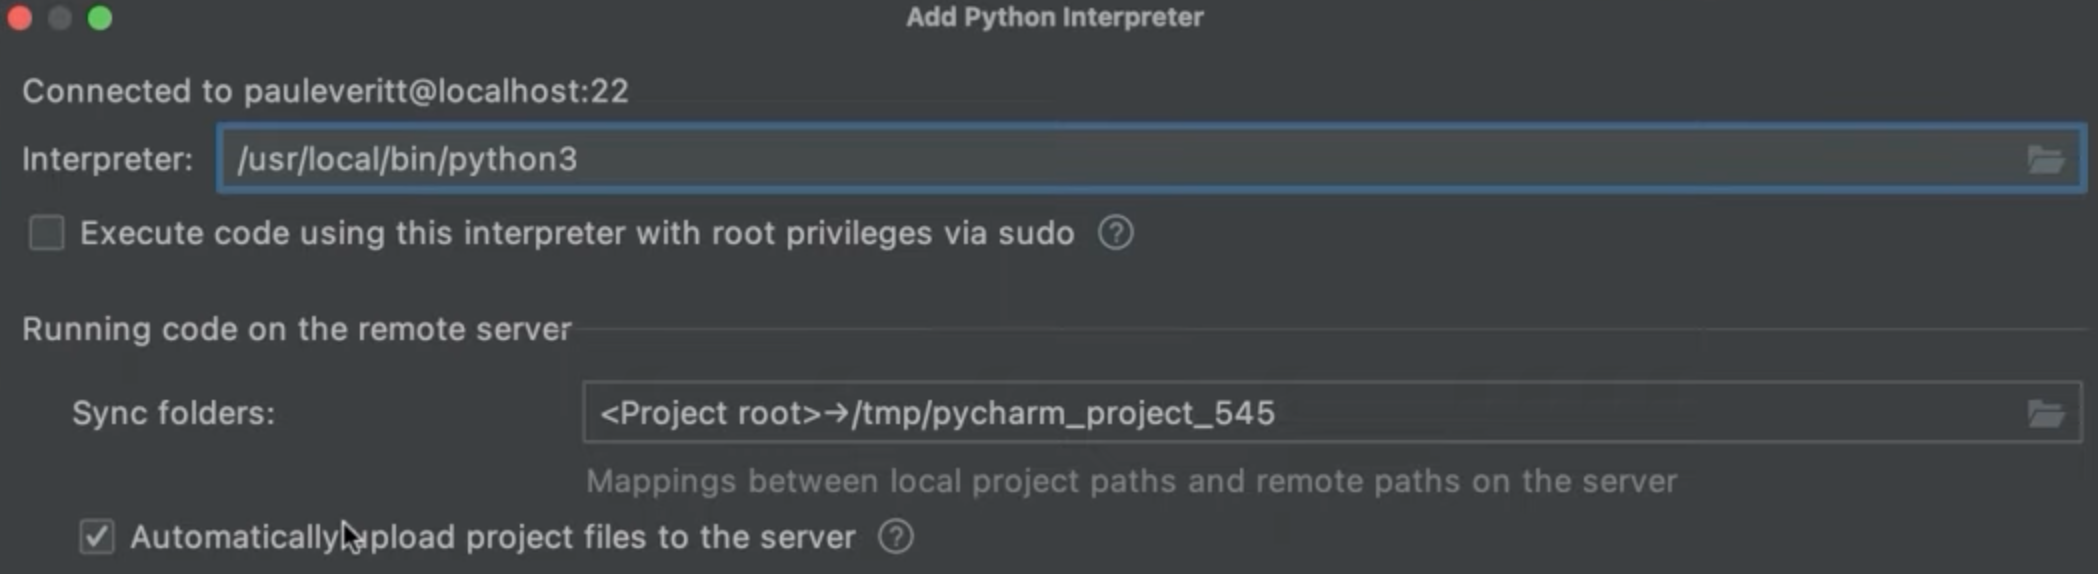 Add Python Interpreter
Connected to pauleveritt@localhost:22
Interpreter: /usr/local/bin/python3
Execute code using this interpreter with root privileges via sudo ?
Running code on the remote server
Sync folders: <Project root>→/tmp/pycharm_project_545
Mappings between local project paths and remote paths on the server
Automatically upload project files to the server ?